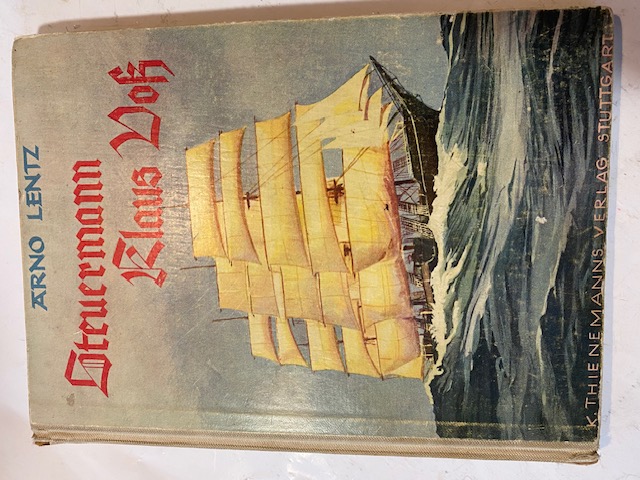 ARNO LENTZ
Steuermann
Klaus Voß
K. THIENEMANNS VERLAG STUTTGART